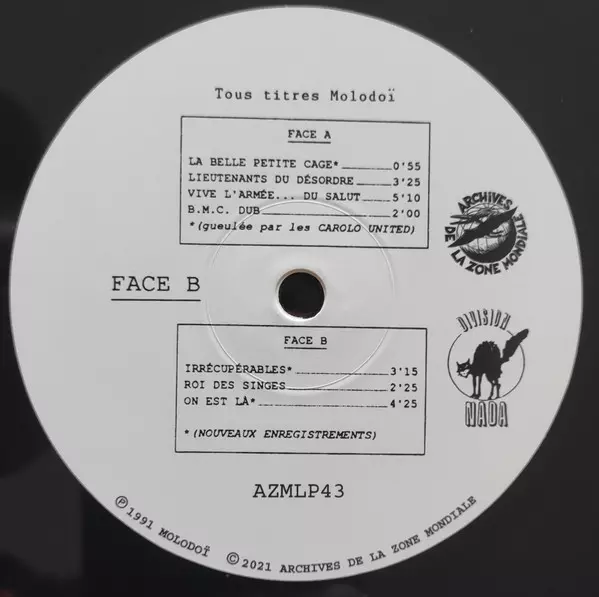 Tous titres Molodoï
FACE A
LA BELLE PETITE CAGE* 0'55
LIEUTENANTS DU DÉSORDRE 3'25
VIVE L'ARMÉE... DU SALUT 5'10
B.M.C. DUB 2'00
*(gueulée par les CAROLO UNITED)
ARCHIVES
DE LA ZONE MONDIALE
FACE B
DIVISION
NADA
FACE B
IRRÉCUPÉRABLES* 3'15
ROI DES SINGES 2'25
ON EST LÀ* 4'25
*(NOUVEAUX ENREGISTREMENTS)
AZMLP43
℗ 1991 MOLODOÏ © 2021 ARCHIVES DE LA ZONE MONDIALE